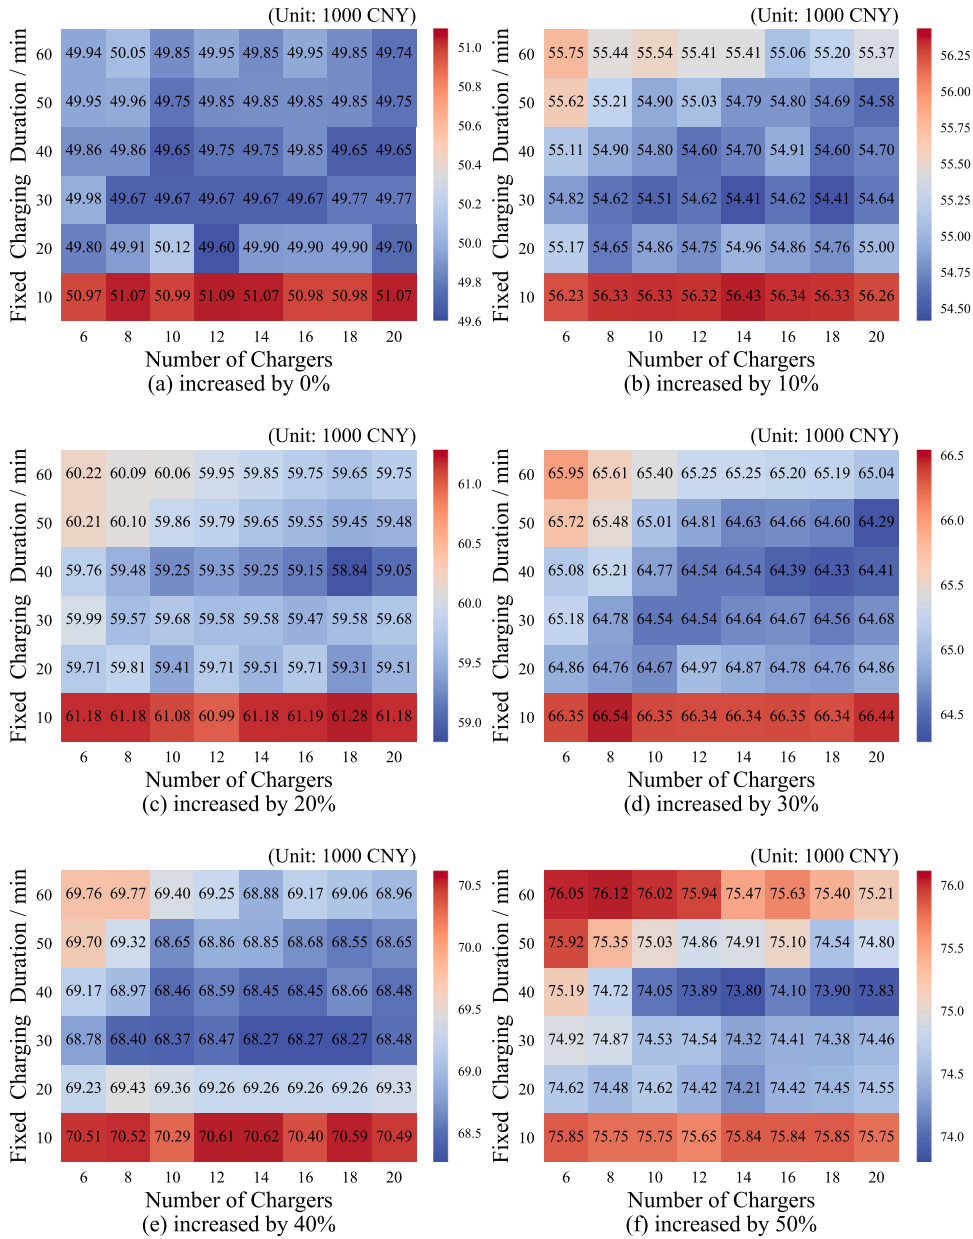 (Unit: 1000 CNY)
Fixed Charging Duration / min
60 49.94 50.05 49.85 49.95 49.85 49.95 49.85 49.74
50 49.95 49.96 49.75 49.85 49.85 49.85 49.85 49.75
40 49.86 49.86 49.65 49.75 49.75 49.85 49.65 49.65
30 49.98 49.67 49.67 49.67 49.67 49.67 49.77 49.77
20 49.80 49.91 50.12 49.60 49.90 49.90 49.90 49.70
10 50.97 51.07 50.99 51.09 51.07 50.98 50.98 51.07
6 8 10 12 14 16 18 20
Number of Chargers
(a) increased by 0%
51.0
50.8
50.6
50.4
50.2
50.0
49.8
49.6
(Unit: 1000 CNY)
Fixed Charging Duration / min
60 55.75 55.44 55.54 55.41 55.41 55.06 55.20 55.37
50 55.62 55.21 54.90 55.03 54.79 54.80 54.69 54.58
40 55.11 54.90 54.80 54.60 54.70 54.91 54.60 54.70
30 54.82 54.62 54.51 54.62 54.41 54.62 54.41 54.64
20 55.17 54.65 54.86 54.75 54.96 54.86 54.76 55.00
10 56.23 56.33 56.33 56.32 56.43 56.34 56.33 56.26
6 8 10 12 14 16 18 20
Number of Chargers
(b) increased by 10%
56.25
56.00
55.75
55.50
55.25
55.00
54.75
54.50
(Unit: 1000 CNY)
Fixed Charging Duration / min
60 60.22 60.09 60.06 59.95 59.85 59.75 59.65 59.75
50 60.21 60.10 59.86 59.79 59.65 59.55 59.45 59.48
40 59.76 59.48 59.25 59.35 59.25 59.15 58.84 59.05
30 59.99 59.57 59.68 59.58 59.58 59.47 59.58 59.68
20 59.71 59.81 59.41 59.71 59.51 59.71 59.31 59.51
10 61.18 61.18 61.08 60.99 61.18 61.19 61.28 61.18
6 8 10 12 14 16 18 20
Number of Chargers
(c) increased by 20%
61.0
60.5
60.0
59.5
59.0
(Unit: 1000 CNY)
Fixed Charging Duration / min
60 65.95 65.61 65.40 65.25 65.25 65.20 65.19 65.04
50 65.72 65.48 65.01 64.81 64.63 64.66 64.60 64.29
40 65.08 65.21 64.77 64.54 64.54 64.39 64.33 64.41
30 65.18 64.78 64.54 64.54 64.64 64.67 64.56 64.68
20 64.86 64.76 64.67 64.97 64.87 64.78 64.76 64.86
10 66.35 66.54 66.35 66.34 66.34 66.35 66.34 66.44
6 8 10 12 14 16 18 20
Number of Chargers
(d) increased by 30%
66.5
66.0
65.5
65.0
64.5
(Unit: 1000 CNY)
Fixed Charging Duration / min
60 69.76 69.77 69.40 69.25 68.88 69.17 69.06 68.96
50 69.70 69.32 68.65 68.86 68.85 68.68 68.55 68.65
40 69.17 68.97 68.46 68.59 68.45 68.45 68.66 68.48
30 68.78 68.40 68.37 68.47 68.27 68.27 68.27 68.48
20 69.23 69.43 69.36 69.26 69.26 69.26 69.26 69.33
10 70.51 70.52 70.29 70.61 70.62 70.40 70.59 70.49
6 8 10 12 14 16 18 20
Number of Chargers
(e) increased by 40%
70.5
70.0
69.5
69.0
68.5
(Unit: 1000 CNY)
Fixed Charging Duration / min
60 76.05 76.12 76.02 75.94 75.47 75.63 75.40 75.21
50 75.92 75.35 75.03 74.86 74.91 75.10 74.54 74.80
40 75.19 74.72 74.05 73.89 73.80 74.10 73.90 73.83
30 74.92 74.87 74.53 74.54 74.32 74.41 74.38 74.46
20 74.62 74.48 74.62 74.42 74.21 74.42 74.45 74.55
10 75.85 75.75 75.75 75.65 75.84 75.84 75.85 75.75
6 8 10 12 14 16 18 20
Number of Chargers
(f) increased by 50%
76.0
75.5
75.0
74.5
74.0